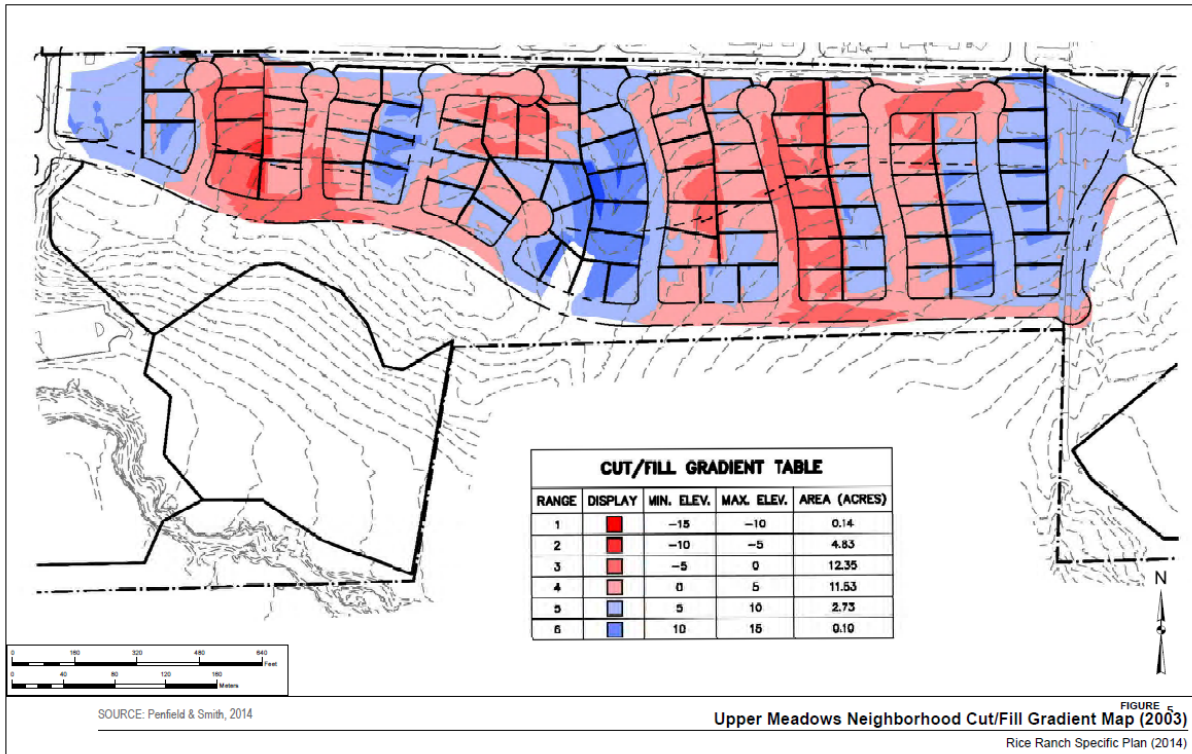 CUT/FILL GRADIENT TABLE
RANGE DISPLAY MIN. ELEV. MAX. ELEV. AREA (ACRES)
1 -15 -10 0.14
2 -10 -5 4.83
3 -5 0 12.35
4 0 5 11.53
5 5 10 2.73
6 10 15 0.10
N
0 160 320 480 640
Feet
0 40 80 120 160
Meters
SOURCE: Penfield & Smith, 2014
FIGURE 5
Upper Meadows Neighborhood Cut/Fill Gradient Map (2003)
Rice Ranch Specific Plan (2014)